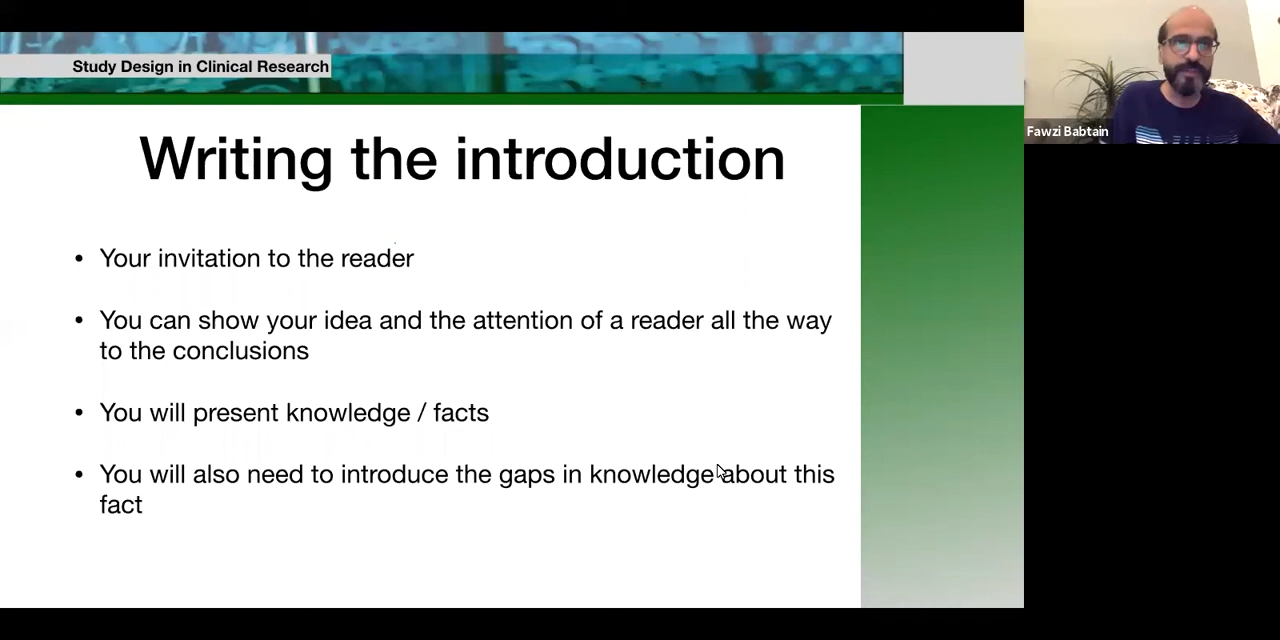 Study Design in Clinical Research
Fawzi Babtain
Writing the introduction
• Your invitation to the reader
• You can show your idea and the attention of a reader all the way
to the conclusions
• You will present knowledge / facts
• You will also need to introduce the gaps in knowledge about this
fact